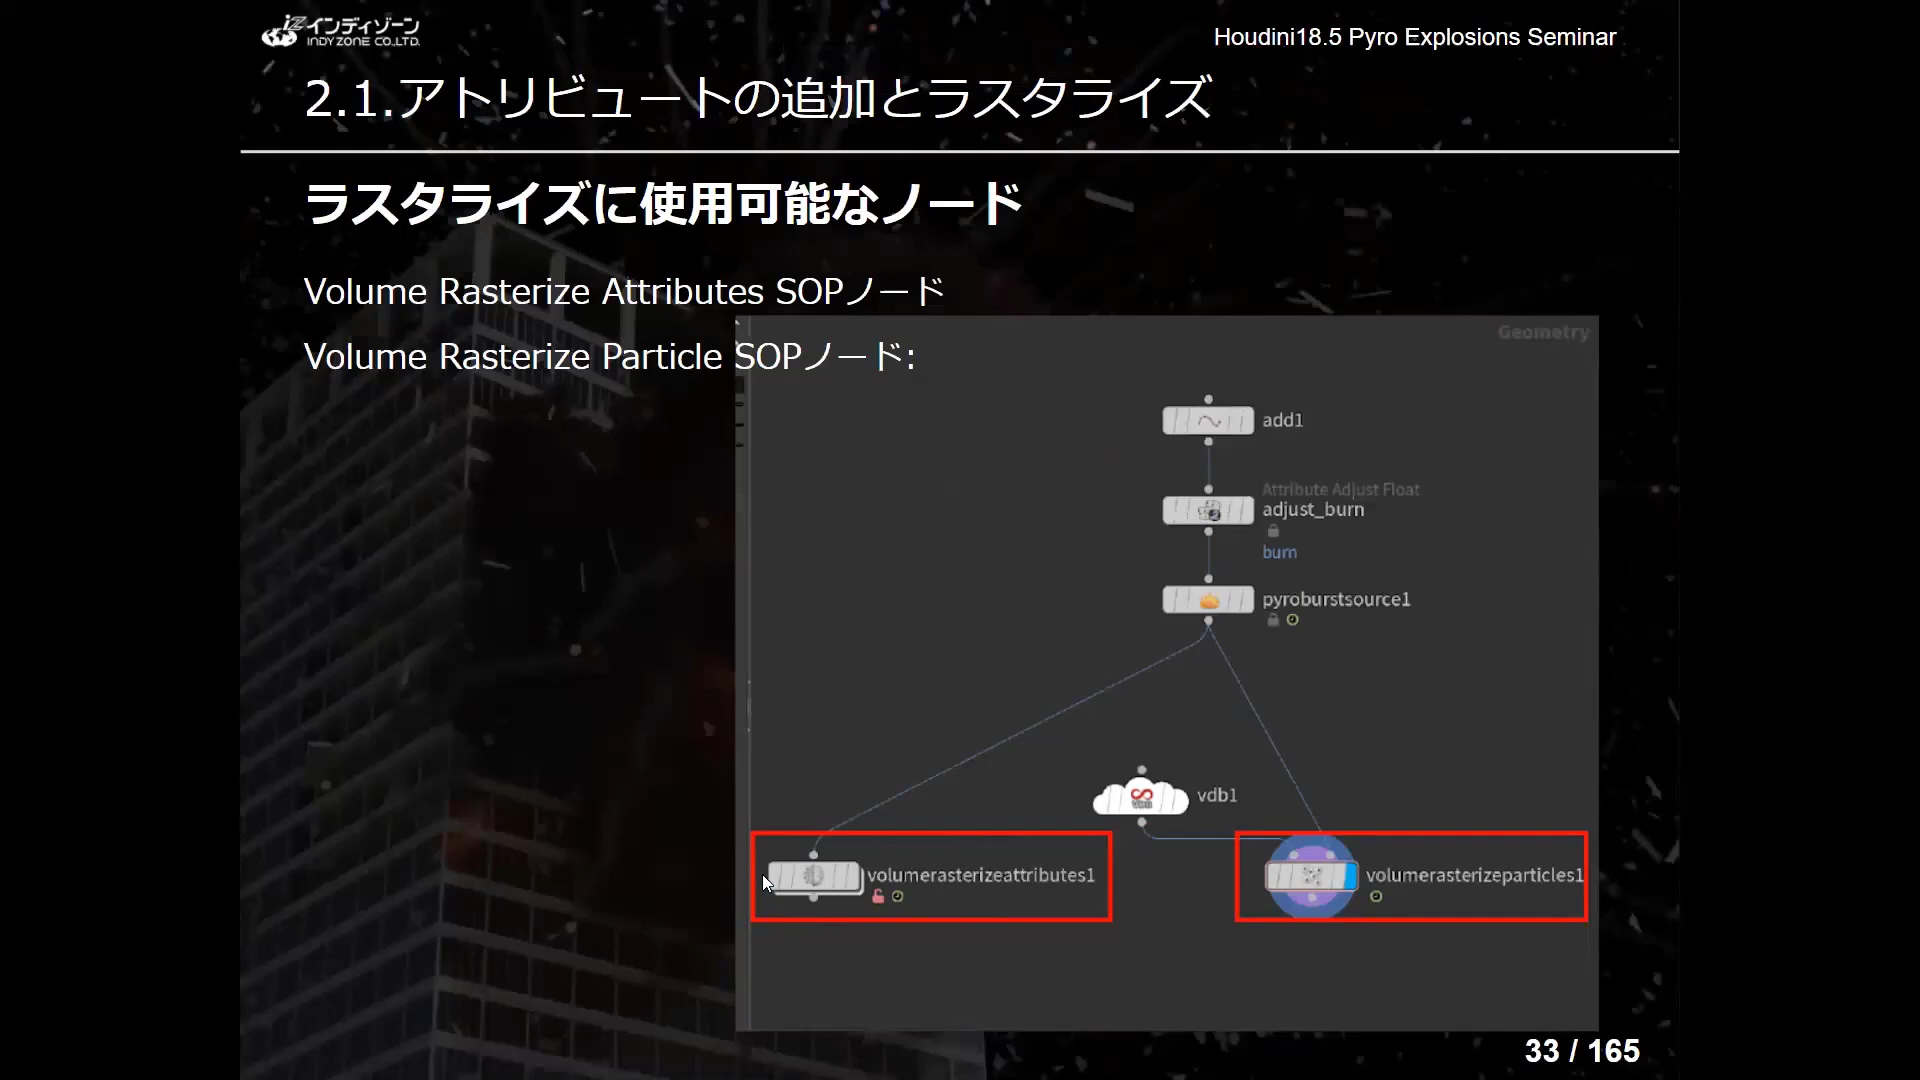 インディゾーン
INDYZONE CO.,LTD.
Houdini18.5 Pyro Explosions Seminar
2.1.アトリビュートの追加とラスタライズ
ラスタライズに使用可能なノード
Volume Rasterize Attributes SOPノード
Volume Rasterize Particle SOPノード:
Geometry
add1
Attribute Adjust Float
adjust_burn
burn
pyroburstsource1
vdb1
volumerasterizeattributes1
volumerasterizeparticles1
33 / 165